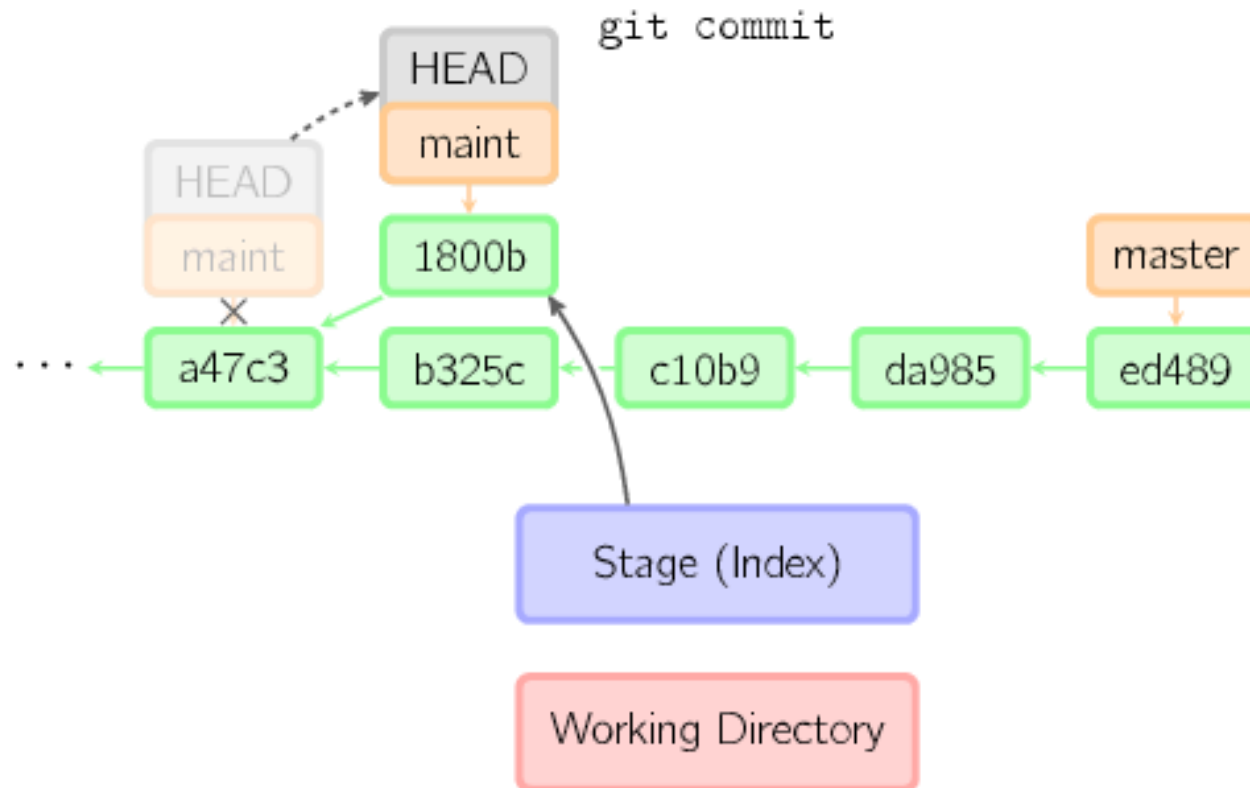 git commit
HEAD
maint
HEAD
maint
1800b
master
... a47c3 b325c c10b9 da985 ed489
Stage (Index)
Working Directory